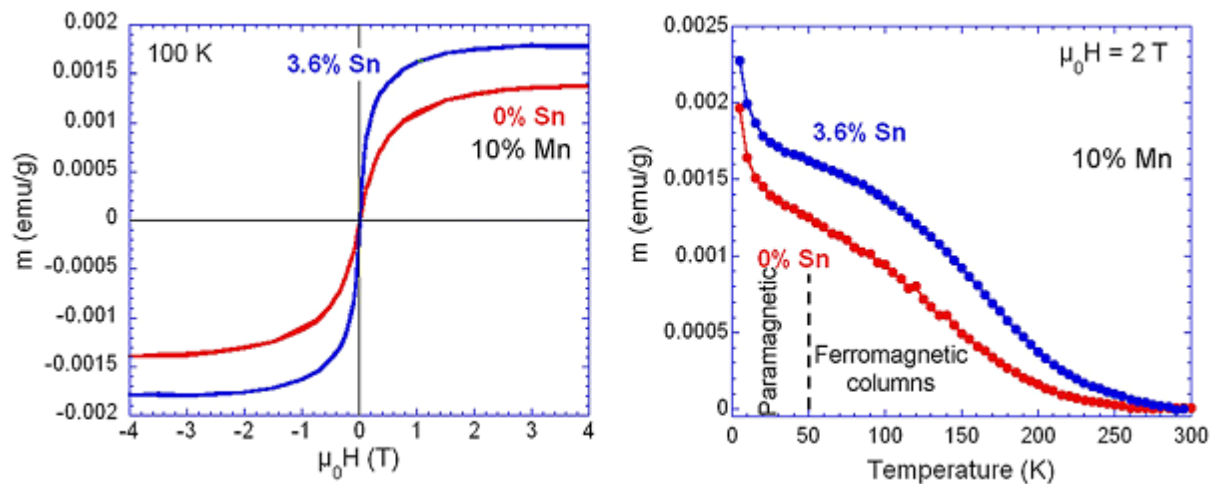 0.002
0.0015
0.001
0.0005
0
-0.0005
-0.001
-0.0015
-0.002
m (emu/g)
100 K
3.6% Sn
0% Sn
10% Mn
-4 -3 -2 -1 0 1 2 3 4
μ₀H (T)
0.0025
0.002
0.0015
0.001
0.0005
0
m (emu/g)
μ₀H = 2 T
3.6% Sn
10% Mn
0% Sn
Paramagnetic
Ferromagnetic
columns
0 50 100 150 200 250 300
Temperature (K)